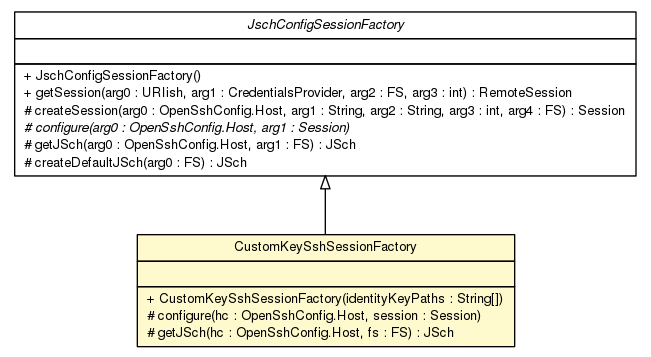 JschConfigSessionFactory
+ JschConfigSessionFactory()
+ getSession(arg0 : URIish, arg1 : CredentialsProvider, arg2 : FS, arg3 : int) : RemoteSession
# createSession(arg0 : OpenSshConfig.Host, arg1 : String, arg2 : String, arg3 : int, arg4 : FS) : Session
# configure(arg0 : OpenSshConfig.Host, arg1 : Session)
# getJSch(arg0 : OpenSshConfig.Host, arg1 : FS) : JSch
# createDefaultJSch(arg0 : FS) : JSch
CustomKeySshSessionFactory
+ CustomKeySshSessionFactory(identityKeyPaths : String[])
# configure(hc : OpenSshConfig.Host, session : Session)
# getJSch(hc : OpenSshConfig.Host, fs : FS) : JSch